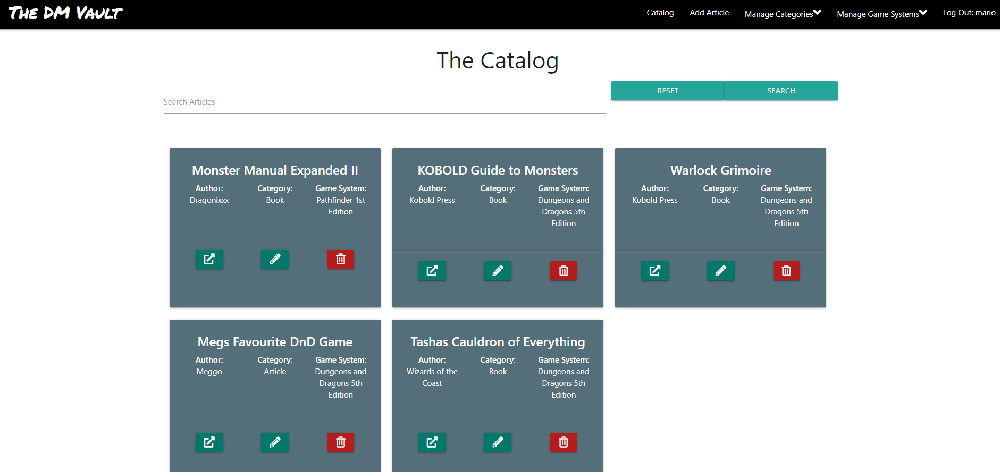 The DM Vault
Catalog Add Article Manage Categories Manage Game Systems Log Out: mario
The Catalog
Search Articles
RESET SEARCH
Monster Manual Expanded II
Author: Category: Game System:
Dragonixxx Book Pathfinder 1st
Edition
KOBOLD Guide to Monsters
Author: Category: Game System:
Kobold Press Book Dungeons and
Dragons 5th
Edition
Warlock Grimoire
Author: Category: Game System:
Kobold Press Book Dungeons and
Dragons 5th
Edition
Megs Favourite DnD Game
Author: Category: Game System:
Meggo Article Dungeons and
Dragons 5th
Edition
Tashas Cauldron of Everything
Author: Category: Game System:
Wizards of the Book Dungeons and
Coast Dragons 5th
Edition